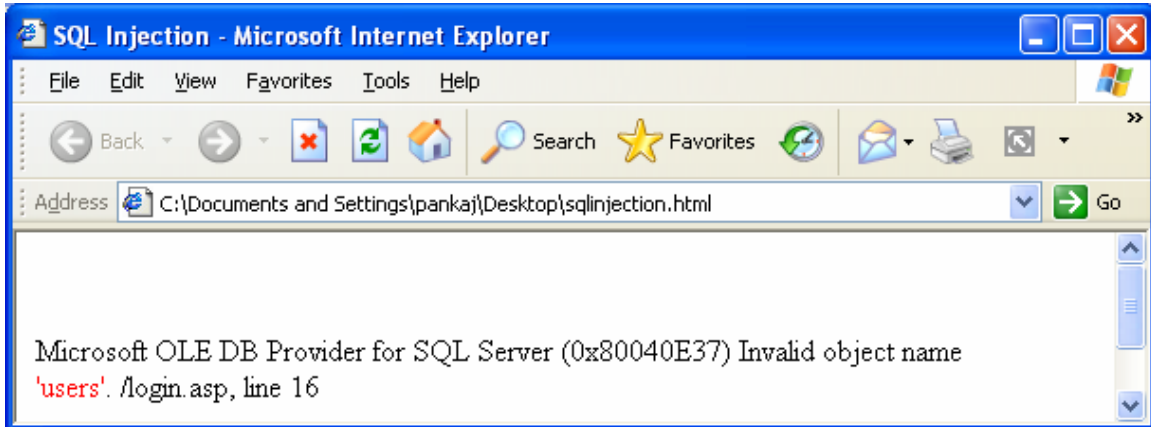 SQL Injection - Microsoft Internet Explorer
File Edit View Favorites Tools Help
Back Search Favorites »
Address C:\Documents and Settings\pankaj\Desktop\sqlinjection.html Go
Microsoft OLE DB Provider for SQL Server (0x80040E37) Invalid object name
'users'. /login.asp, line 16